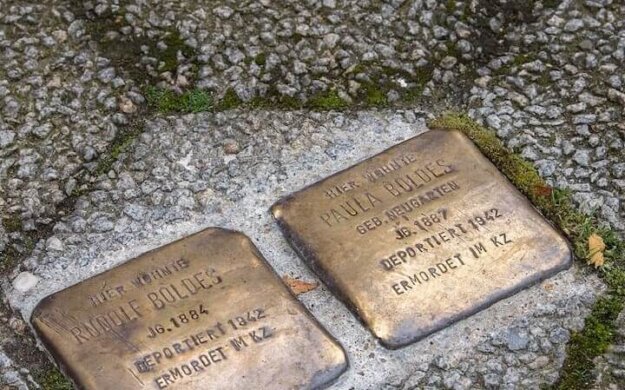 HIER WOHNTE
RUDOLF BOLDES
JG. 1884
DEPORTIERT 1942
ERMORDET IM KZ
HIER WOHNTE
PAULA BOLDES
GEB. NEUGARTEN
JG. 1887
DEPORTIERT 1942
ERMORDET IM KZ